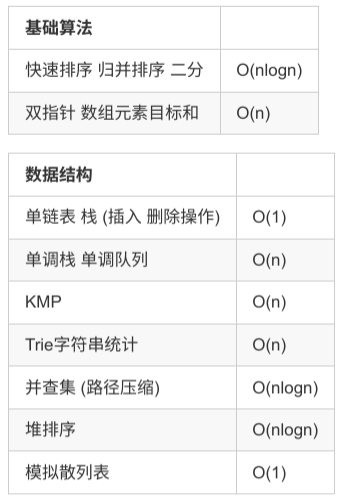 基础算法
快速排序 归并排序 二分 O(nlogn)
双指针 数组元素目标和 O(n)
数据结构
单链表 栈 (插入 删除操作) O(1)
单调栈 单调队列 O(n)
KMP O(n)
Trie字符串统计 O(n)
并查集 (路径压缩) O(nlogn)
堆排序 O(nlogn)
模拟散列表 O(1)